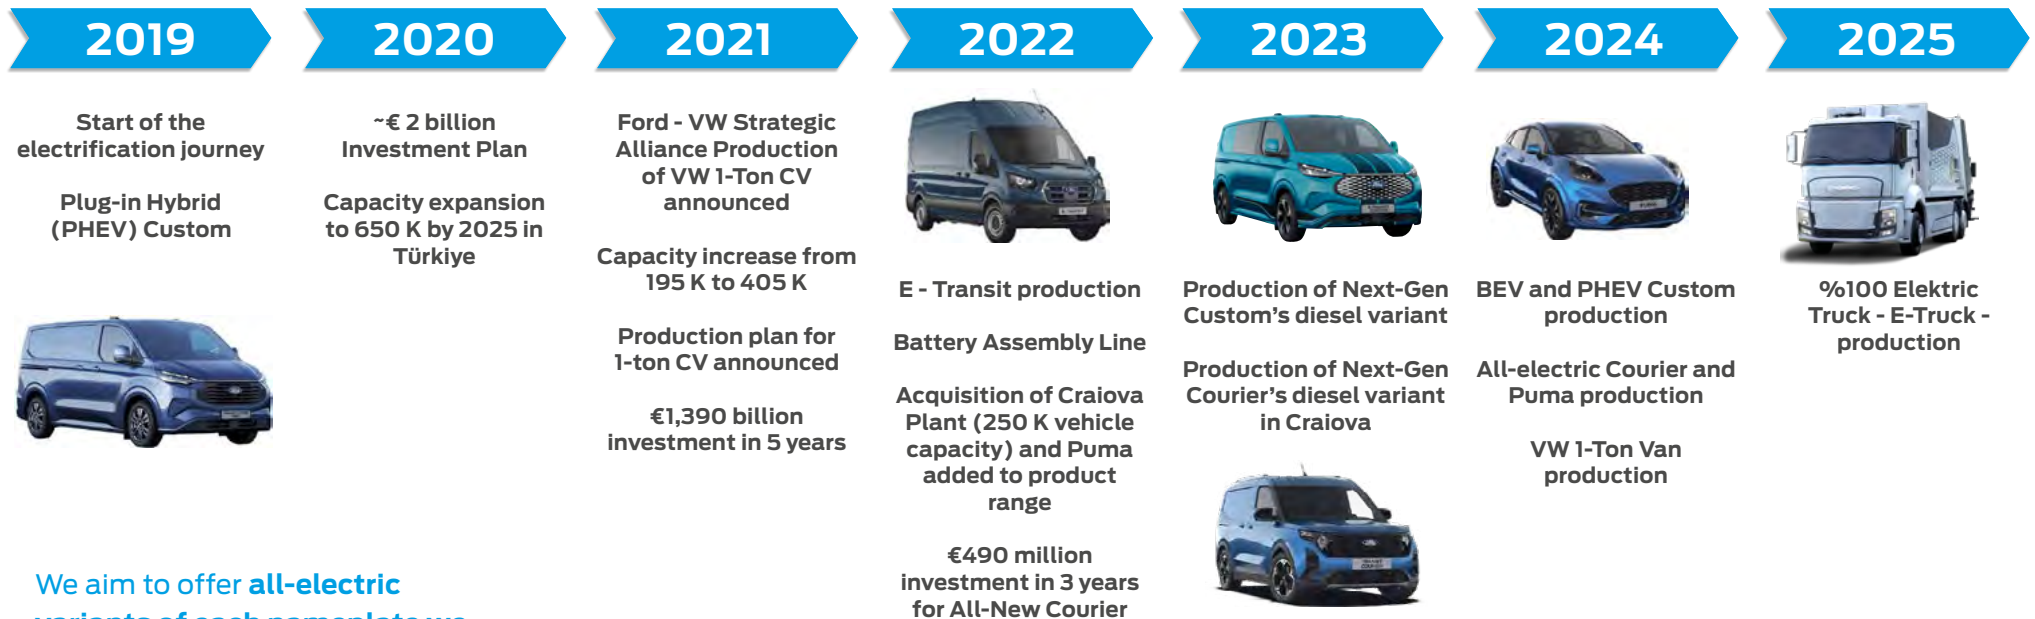 2019
Start of the
electrification journey
Plug-in Hybrid
(PHEV) Custom
2020
~€ 2 billion
Investment Plan
Capacity expansion
to 650 K by 2025 in
Türkiye
2021
Ford - VW Strategic
Alliance Production
of VW 1-Ton CV
announced
Capacity increase from
195 K to 405 K
Production plan for
1-ton CV announced
€1,390 billion
investment in 5 years
2022
E - Transit production
Battery Assembly Line
Acquisition of Craiova
Plant (250 K vehicle
capacity) and Puma
added to product
range
€490 million
investment in 3 years
for All-New Courier
2023
Production of Next-Gen
Custom's diesel variant
Production of Next-Gen
Courier's diesel variant
in Craiova
2024
BEV and PHEV Custom
production
All-electric Courier and
Puma production
VW 1-Ton Van
production
2025
%100 Elektric
Truck - E-Truck -
production
We aim to offer all-electric
variants of each nameplate we